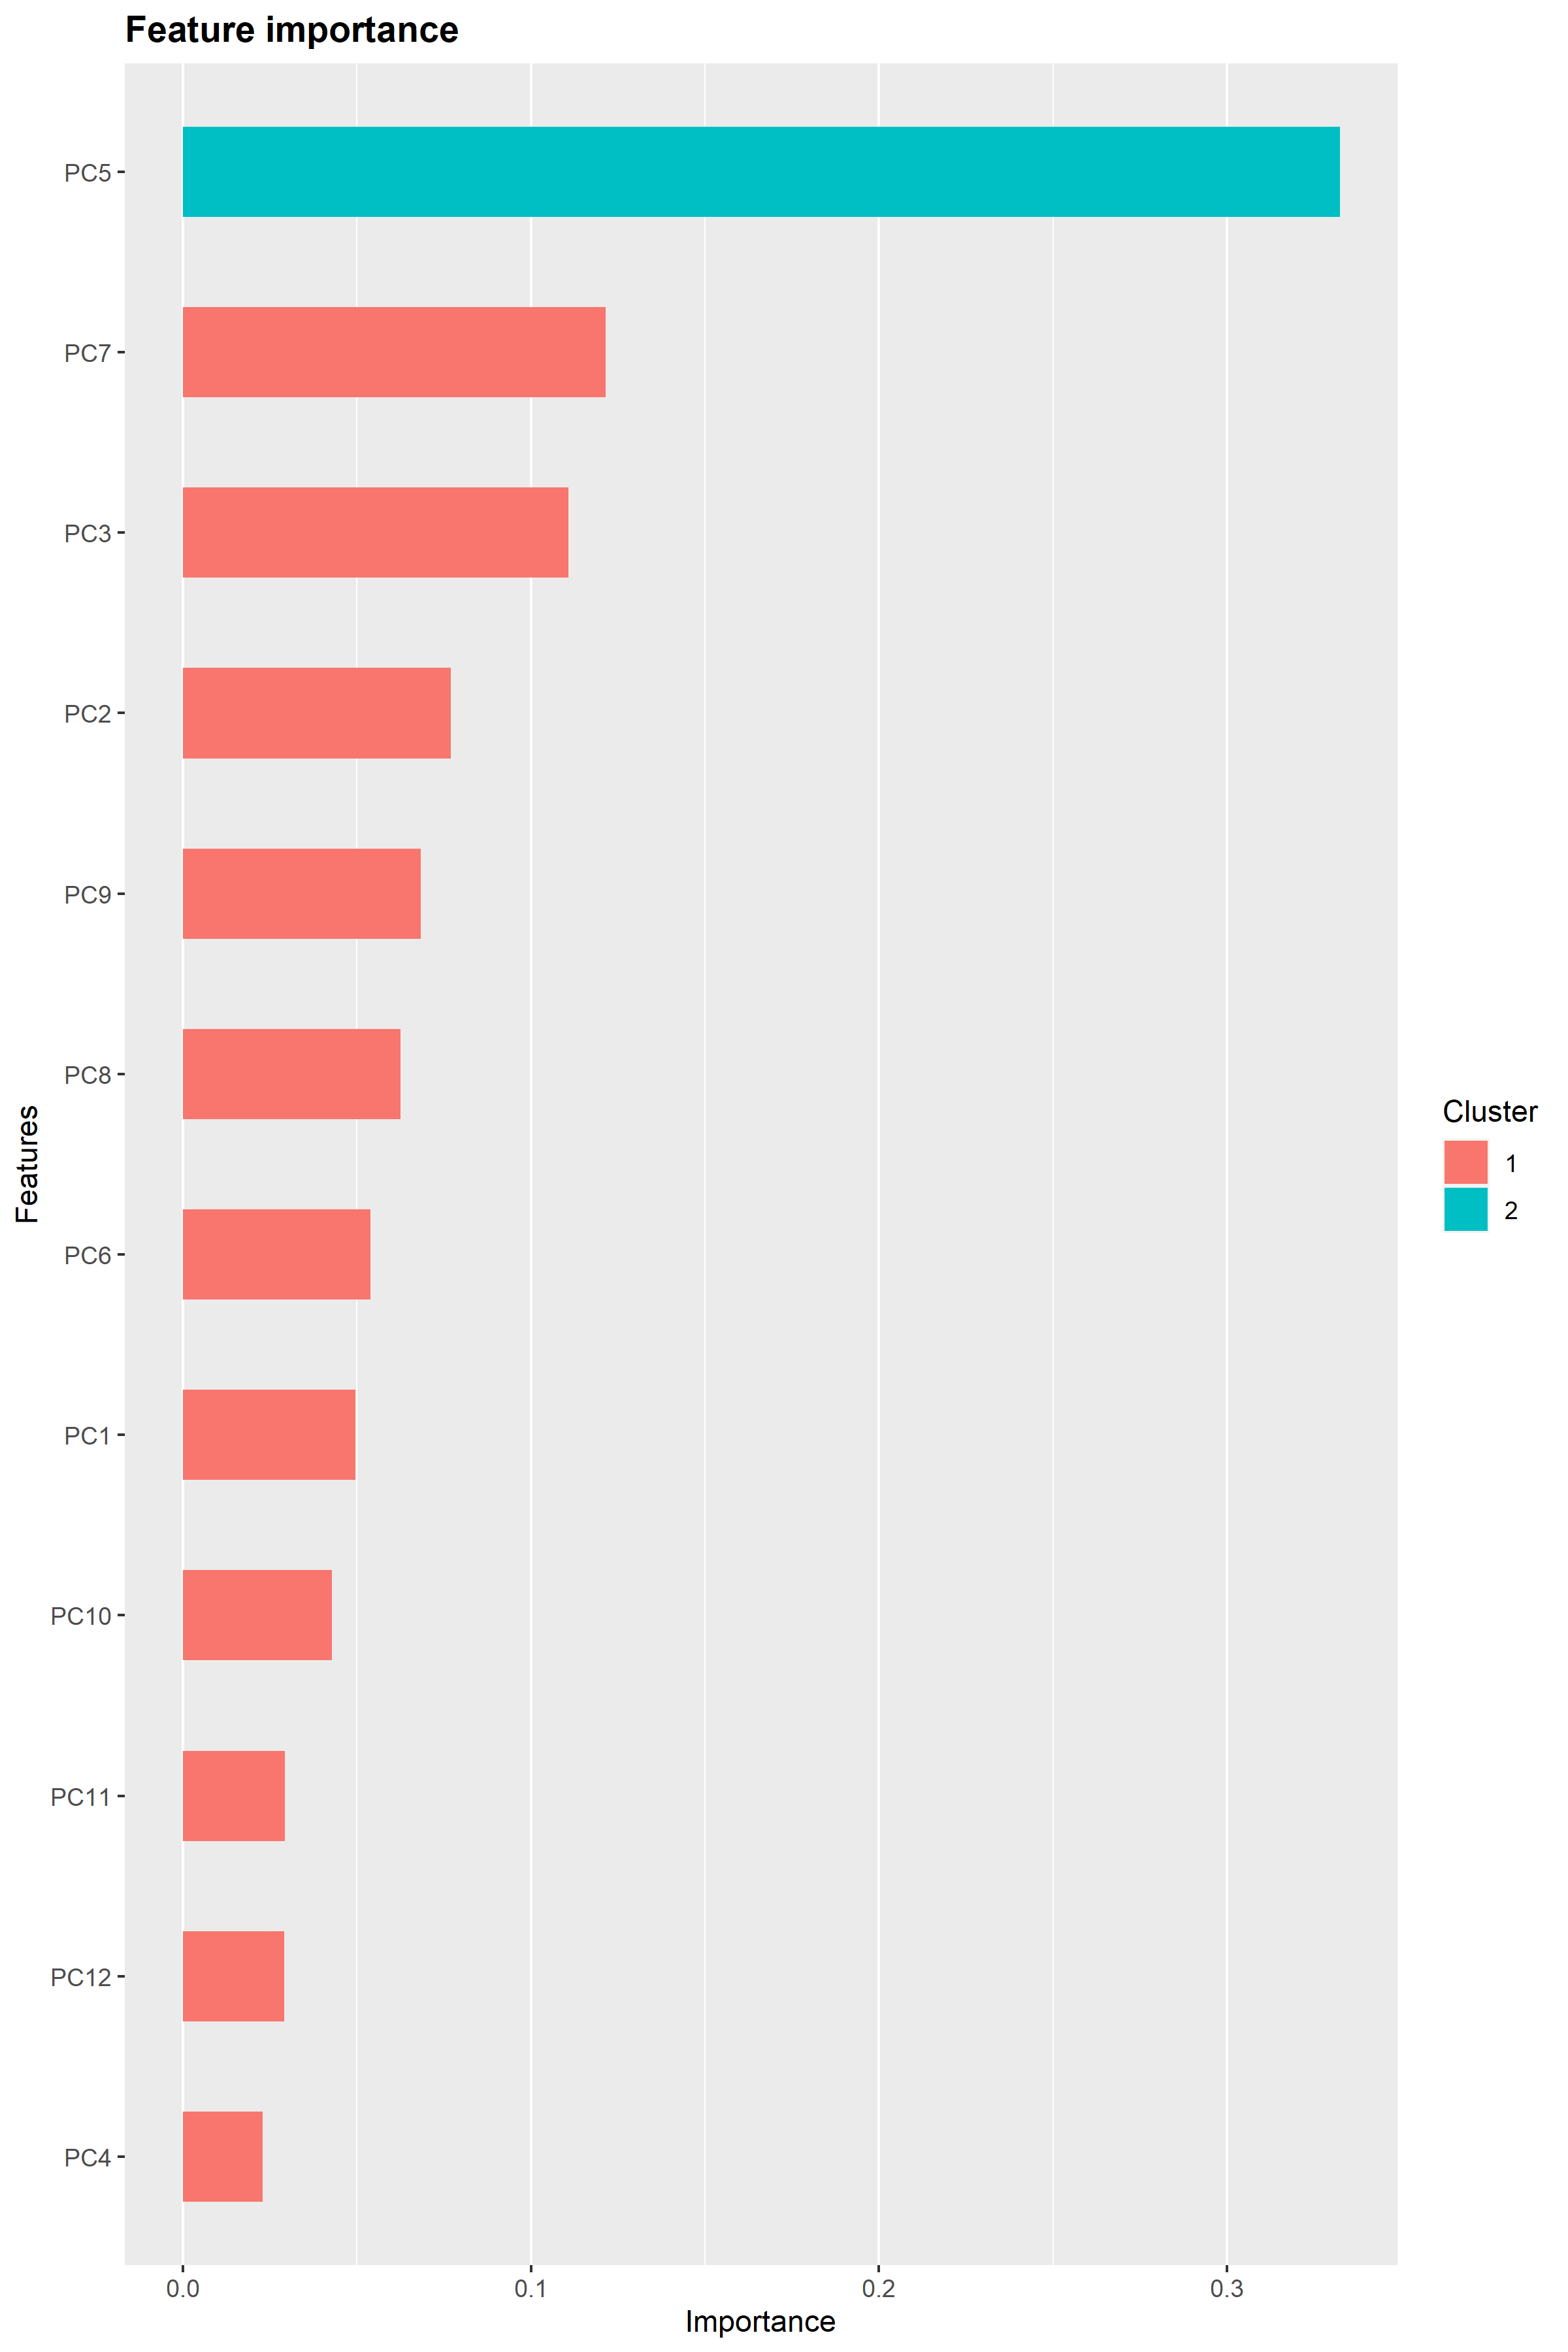 Feature importance
PC5
PC7
PC3
PC2
PC9
PC8
PC6
PC1
PC10
PC11
PC12
PC4
Features
0.0 0.1 0.2 0.3
Importance
Cluster
1
2